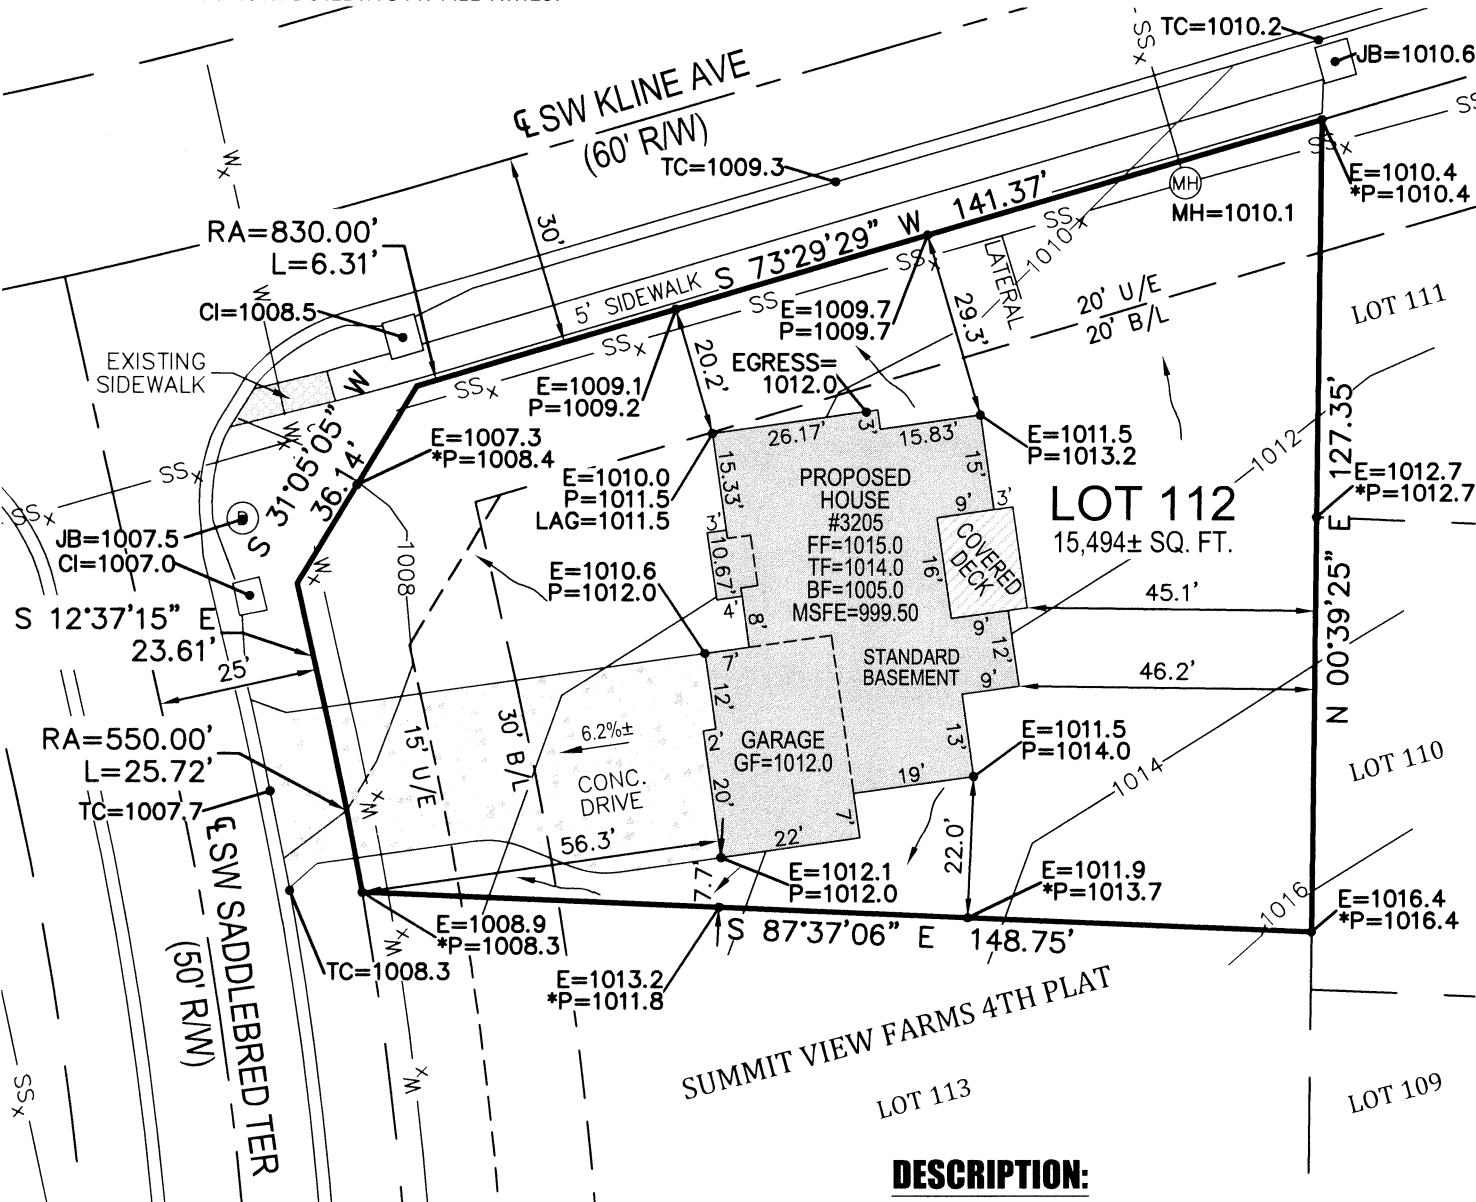 TC=1010.2
JB=1010.6
℄ SW KLINE AVE
(60' R/W)
TC=1009.3
SS
SS
SS
MH
MH=1010.1
E=1010.4
*P=1010.4
W
RA=830.00'
L=6.31'
30'
S 73°29'29" W 141.37'
5' SIDEWALK
SS
SS
SS
SS
SS
LATERAL
1010
20' U/E
20' B/L
LOT 111
CI=1008.5
W
EXISTING
SIDEWALK
E=1009.7
P=1009.7
29.3'
20.2'
EGRESS=
1012.0
E=1009.1
P=1009.2
S 31°05'05" W
36.14'
W
SS
SS
E=1007.3
*P=1008.4
26.17'
3'
15.83'
E=1011.5
P=1013.2
1012
N 00°39'25" E 127.35'
E=1012.7
*P=1012.7
E=1010.0
P=1011.5
LAG=1011.5
15.33'
15'
PROPOSED
HOUSE
#3205
FF=1015.0
TF=1014.0
BF=1005.0
MSFE=999.50
9'
3'
COVERED
DECK
16'
LOT 112
15,494± SQ. FT.
JB=1007.5
CI=1007.0
W
1008
E=1010.6
P=1012.0
3'
10.67'
4'
8'
9'
12'
9'
45.1'
46.2'
S 12°37'15" E
23.61'
25'
STANDARD
BASEMENT
7'
12'
2'
20'
13'
RA=550.00'
L=25.72'
TC=1007.7
15' U/E
30' B/L
6.2%±
CONC.
DRIVE
GARAGE
GF=1012.0
19'
E=1011.5
P=1014.0
1014
LOT 110
W
56.3'
22'
7'
22.0'
7.7'
E=1012.1
P=1012.0
E=1011.9
*P=1013.7
1016
E=1016.4
*P=1016.4
℄ SW SADDLEBRED TER
(50' R/W)
E=1008.9
*P=1008.3
W
S 87°37'06" E 148.75'
TC=1008.3
E=1013.2
*P=1011.8
SUMMIT VIEW FARMS 4TH PLAT
W
SS
LOT 113
LOT 109
DESCRIPTION: